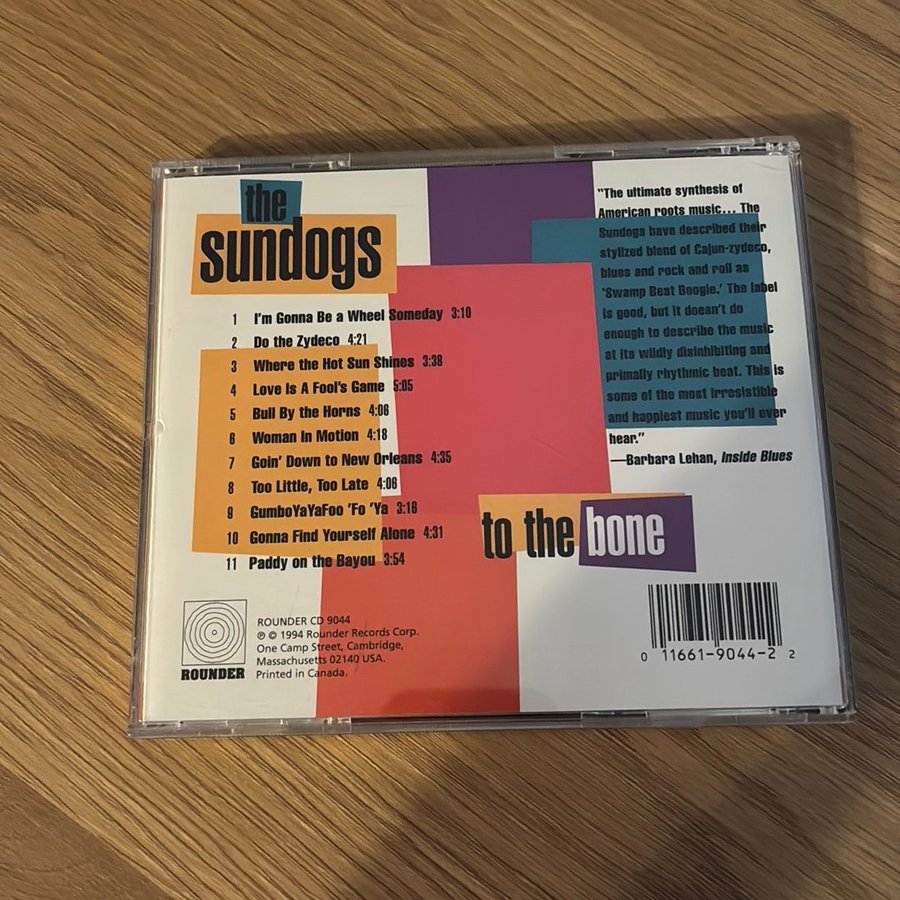 the
sundogs
1 I'm Gonna Be a Wheel Someday 3:10
2 Do the Zydeco 4:21
3 Where the Hot Sun Shines 3:38
4 Love Is A Fool's Game 5:05
5 Bull By the Horns 4:06
6 Woman In Motion 4:18
7 Goin' Down to New Orleans 4:35
8 Too Little, Too Late 4:06
9 GumboYaYaFoo 'Fo 'Ya 3:16
10 Gonna Find Yourself Alone 4:31
11 Paddy on the Bayou 3:54
"The ultimate synthesis of
American roots music... The
Sundogs have described their
stylized blend of Cajun-zydeco,
blues and rock and roll as
'Swamp Beat Boogie.' The label
is good, but it doesn't do
enough to describe the music
at its wildly disinhibiting and
primally rhythmic beat. This is
some of the most irresistible
and happiest music you'll ever
hear."
—Barbara Lehan, Inside Blues
to the bone
ROUNDER
ROUNDER CD 9044
℗ © 1994 Rounder Records Corp.
One Camp Street, Cambridge,
Massachusetts 02140 USA.
Printed in Canada.
0 11661-9044-2 2